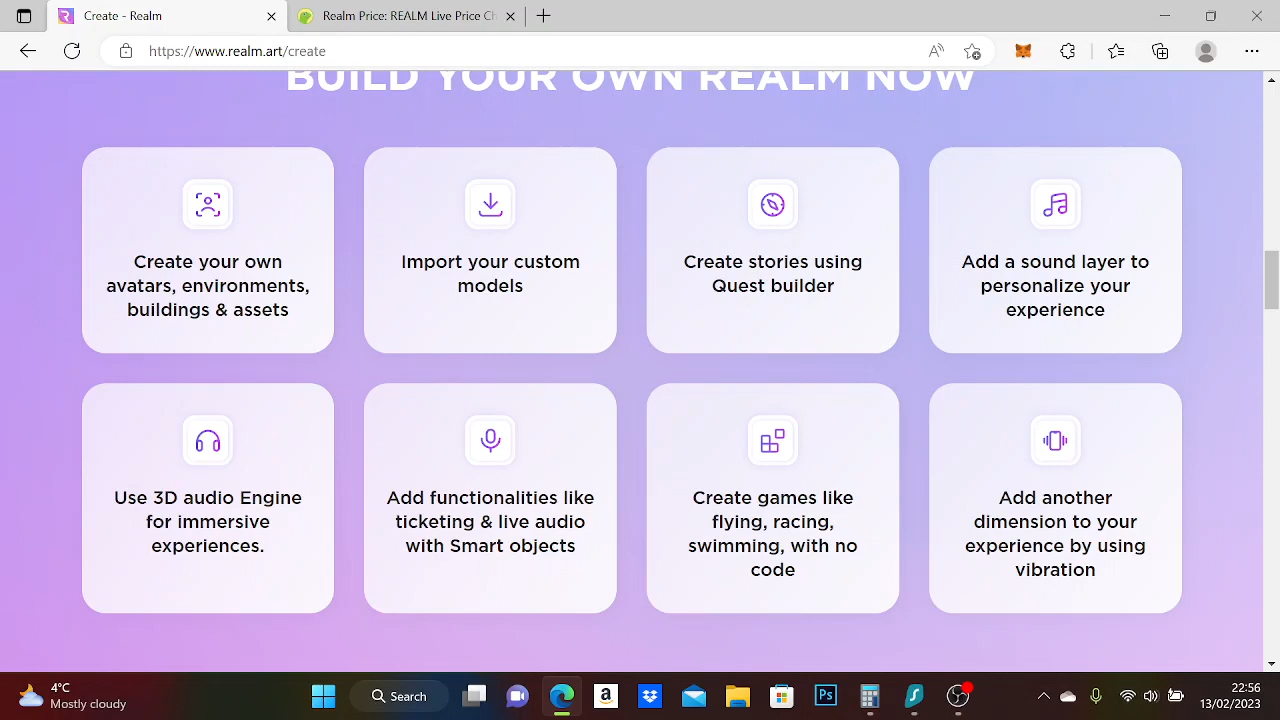 Create - Realm
Realm Price: REALM Live Price Ch
https://www.realm.art/create
BUILD YOUR OWN REALM NOW
Create your own
avatars, environments,
buildings & assets
Import your custom
models
Create stories using
Quest builder
Add a sound layer to
personalize your
experience
Use 3D audio Engine
for immersive
experiences.
Add functionalities like
ticketing & live audio
with Smart objects
Create games like
flying, racing,
swimming, with no
code
Add another
dimension to your
experience by using
vibration
4°C
Mostly cloudy
Search
a
Ps
22:56
13/02/2023